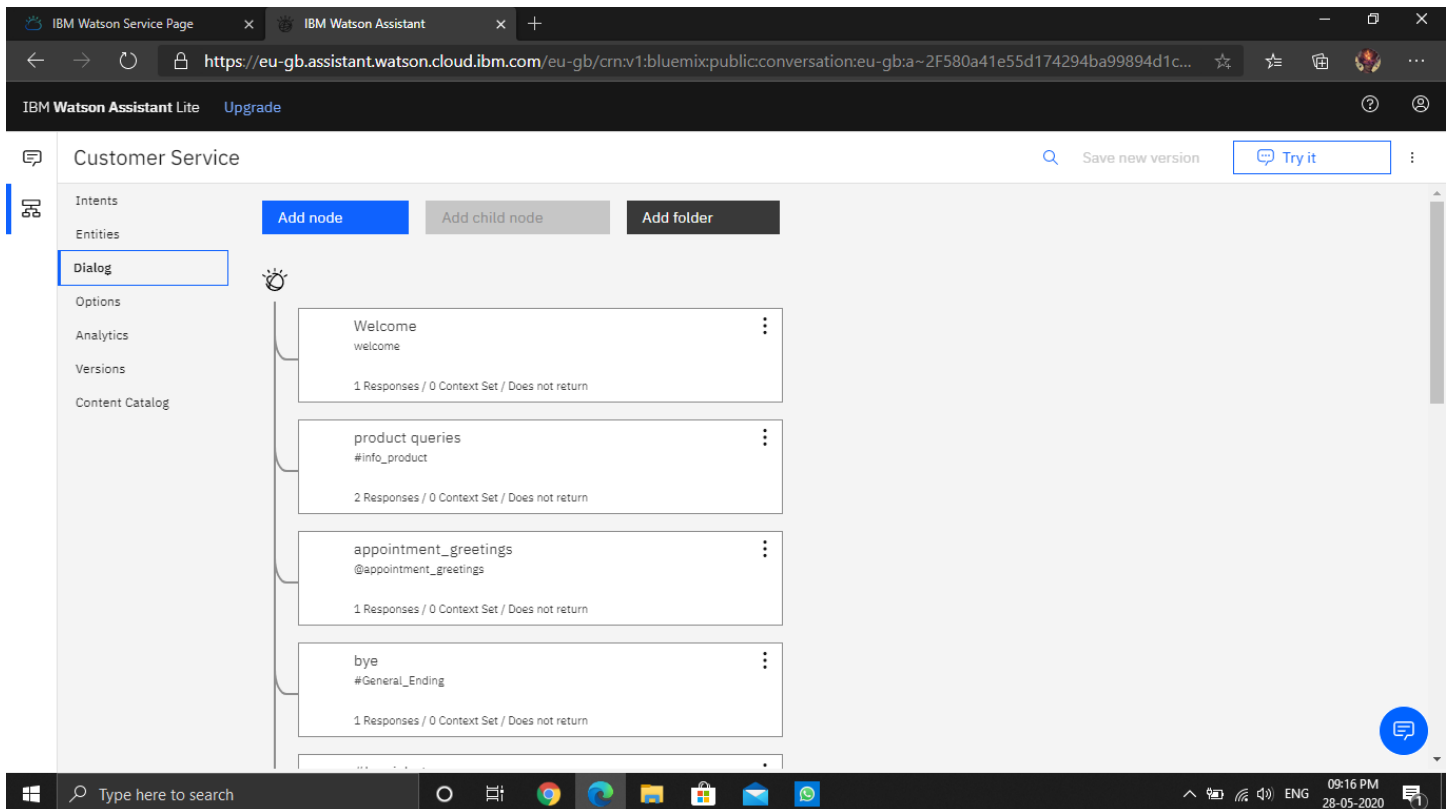 IBM Watson Service Page
IBM Watson Assistant
https://eu-gb.assistant.watson.cloud.ibm.com/eu-gb/crn:v1:bluemix:public:conversation:eu-gb:a~2F580a41e55d174294ba99894d1c...
IBM Watson Assistant Lite Upgrade
Customer Service
Save new version
Try it
Intents
Entities
Dialog
Options
Analytics
Versions
Content Catalog
Add node
Add child node
Add folder
Welcome
welcome
1 Responses / 0 Context Set / Does not return
product queries
#info_product
2 Responses / 0 Context Set / Does not return
appointment_greetings
@appointment_greetings
1 Responses / 0 Context Set / Does not return
bye
#General_Ending
1 Responses / 0 Context Set / Does not return
Type here to search
ENG
09:16 PM
28-05-2020
1